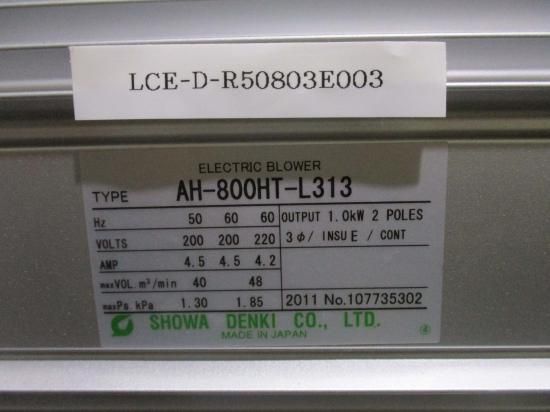 LCE-D-R50803E003
ELECTRIC BLOWER
TYPE AH-800HT-L313
Hz 50 60 60 OUTPUT 1.0kW 2 POLES
VOLTS 200 200 220 3φ/ INSU E / CONT
AMP 4.5 4.5 4.2
maxVOL.m³/min 40 48
maxPs.kPa 1.30 1.85 2011 No.107735302
SHOWA DENKI CO., LTD.
MADE IN JAPAN ④